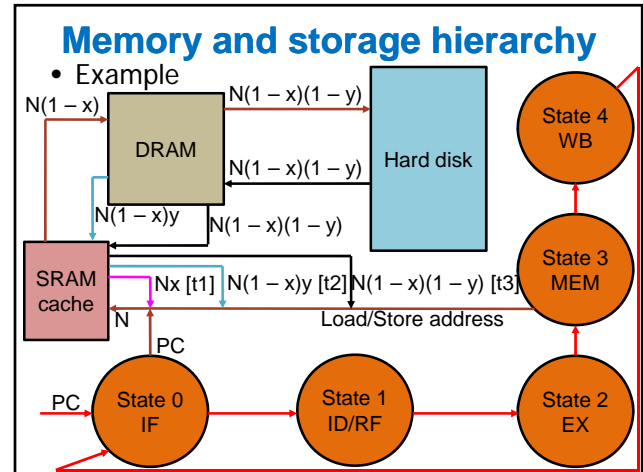 Memory and storage hierarchy
• Example
N(1 – x)
N(1 – x)(1 – y)
DRAM
Hard disk
State 4
WB
N(1 – x)(1 – y)
N(1 – x)y
N(1 – x)(1 – y)
SRAM
cache
Nx [t1]
N(1 – x)y [t2]
N(1 – x)(1 – y) [t3]
State 3
MEM
N
Load/Store address
PC
PC
State 0
IF
State 1
ID/RF
State 2
EX